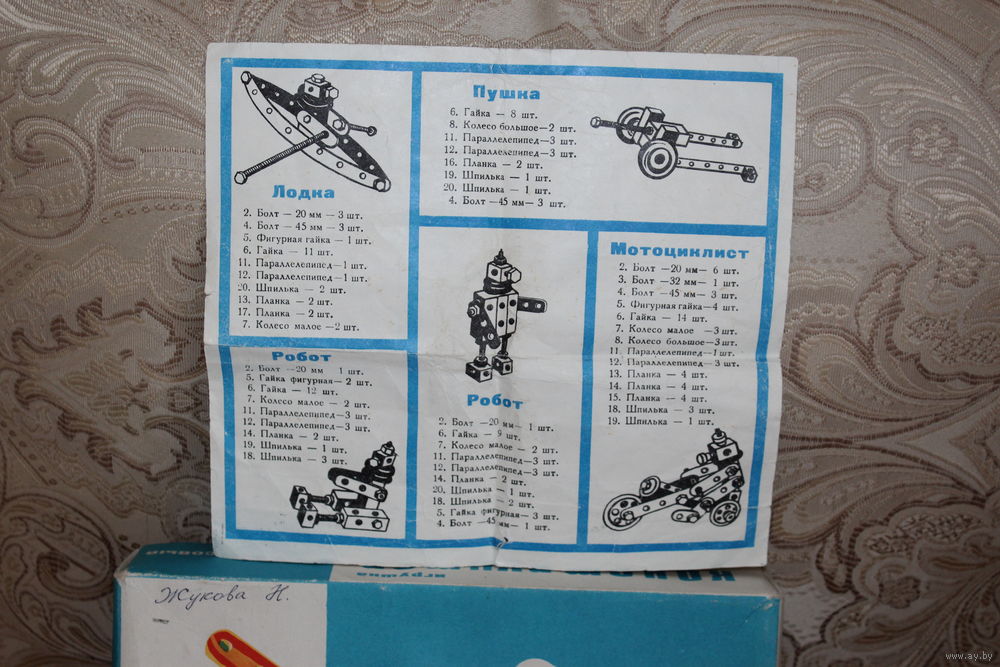 Лодка
2. Болт — 20 мм — 3 шт.
4. Болт — 45 мм — 3 шт.
5. Фигурная гайка — 1 шт.
6. Гайка — 11 шт.
11. Параллелепипед — 1 шт.
12. Параллелепипед — 1 шт.
20. Шпилька — 2 шт.
13. Планка — 2 шт.
17. Планка — 2 шт.
7. Колесо малое — 2 шт.
Пушка
6. Гайка — 8 шт.
8. Колесо большое — 2 шт.
11. Параллелепипед — 3 шт.
12. Параллелепипед — 3 шт.
16. Планка — 2 шт.
19. Шпилька — 1 шт.
20. Шпилька — 1 шт.
4. Болт — 45 мм — 3 шт.
Робот
2. Болт — 20 мм 1 шт.
5. Гайка фигурная — 2 шт.
6. Гайка — 12 шт.
7. Колесо малое — 2 шт.
11. Параллелепипед — 3 шт.
12. Параллелепипед — 3 шт.
14. Планка — 2 шт.
19. Шпилька — 1 шт.
18. Шпилька — 3 шт.
Робот
2. Болт — 20 мм — 1 шт.
6. Гайка — 9 шт.
7. Колесо малое — 2 шт.
11. Параллелепипед — 3 шт.
12. Параллелепипед — 3 шт.
14. Планка — 2 шт.
20. Шпилька — 1 шт.
18. Шпилька — 2 шт.
5. Гайка фигурная — 3 шт.
4. Болт — 45 мм — 1 шт.
Мотоциклист
2. Болт — 20 мм — 6 шт.
3. Болт — 32 мм — 1 шт.
4. Болт — 45 мм — 3 шт.
5. Фигурная гайка — 4 шт.
6. Гайка — 14 шт.
7. Колесо малое — 3 шт.
8. Колесо большое — 3 шт.
11. Параллелепипед — 1 шт.
12. Параллелепипед — 3 шт.
13. Планка — 4 шт.
14. Планка — 4 шт.
15. Планка — 4 шт.
18. Шпилька — 3 шт.
19. Шпилька — 1 шт.
игрушка
Жукова Н.
www.ay.by